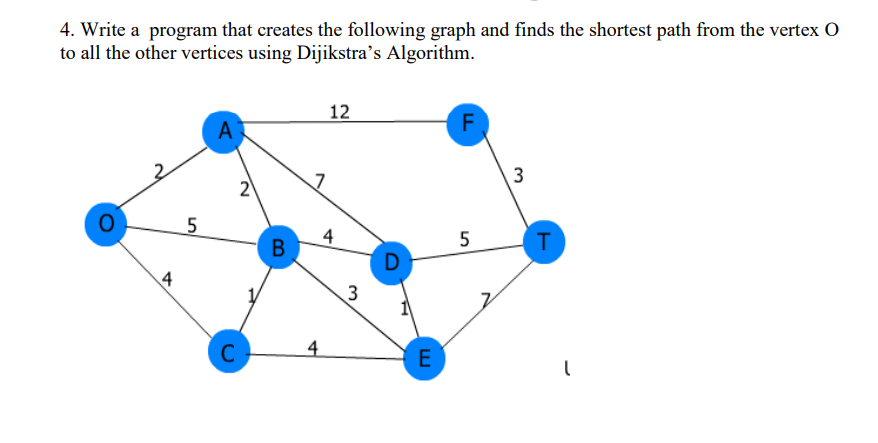 4. Write a program that creates the following graph and finds the shortest path from the vertex O
to all the other vertices using Dijikstra's Algorithm.
12
A
F
2
7
3
2
O
5
4
5
B
T
D
4
1
3
1
7
C
4
E